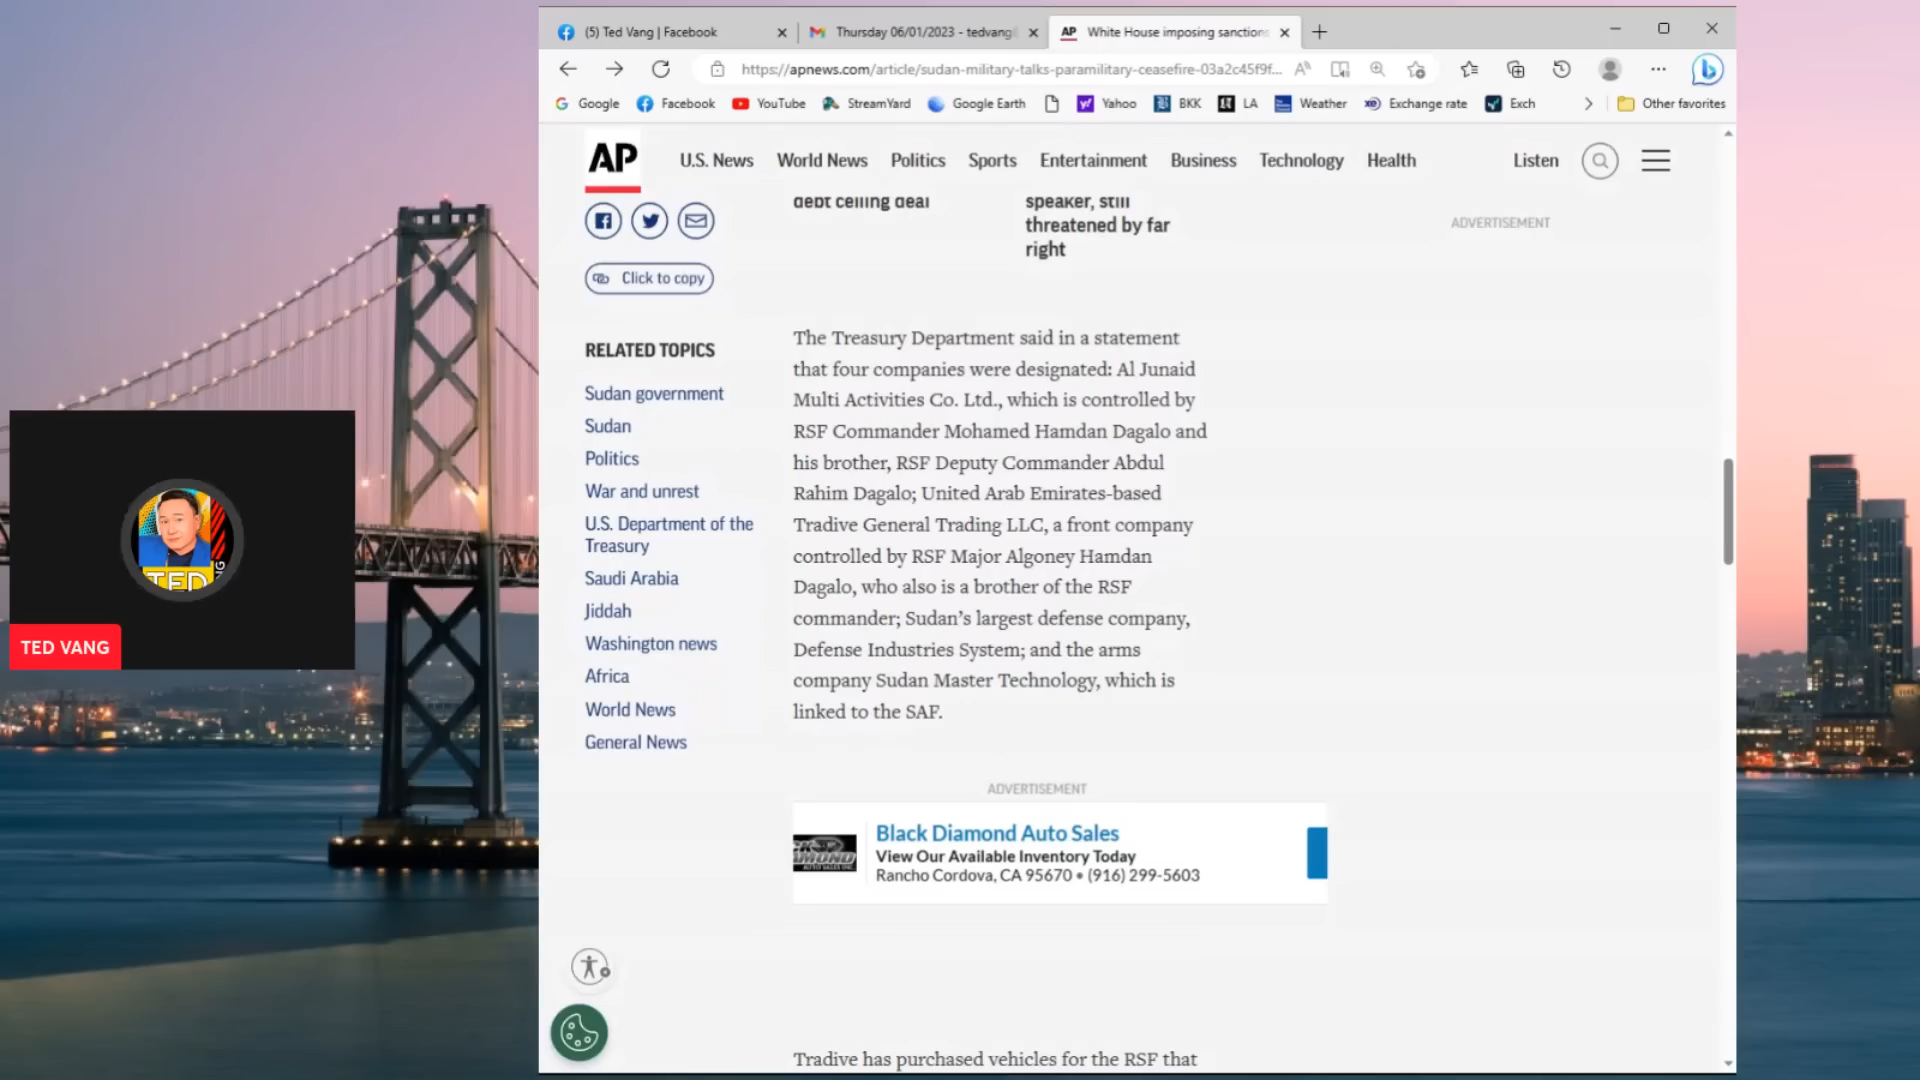 (5) Ted Vang | Facebook
Thursday 06/01/2023 - tedvang
AP White House imposing sanctions
https://apnews.com/article/sudan-military-talks-paramilitary-ceasefire-03a2c45f9f...
Google
Facebook
YouTube
StreamYard
Google Earth
Yahoo
BKK
LA
Weather
Exchange rate
Exch
Other favorites
AP
U.S. News
World News
Politics
Sports
Entertainment
Business
Technology
Health
Listen
debt ceiling deal
speaker, still
threatened by far
right
ADVERTISEMENT
Click to copy
RELATED TOPICS
Sudan government
Sudan
Politics
War and unrest
U.S. Department of the
Treasury
Saudi Arabia
Jiddah
Washington news
Africa
World News
General News
The Treasury Department said in a statement
that four companies were designated: Al Junaid
Multi Activities Co. Ltd., which is controlled by
RSF Commander Mohamed Hamdan Dagalo and
his brother, RSF Deputy Commander Abdul
Rahim Dagalo; United Arab Emirates-based
Tradive General Trading LLC, a front company
controlled by RSF Major Algoney Hamdan
Dagalo, who also is a brother of the RSF
commander; Sudan’s largest defense company,
Defense Industries System; and the arms
company Sudan Master Technology, which is
linked to the SAF.
ADVERTISEMENT
Black Diamond Auto Sales
View Our Available Inventory Today
Rancho Cordova, CA 95670 • (916) 299-5603
Tradive has purchased vehicles for the RSF that
TED
TED VANG